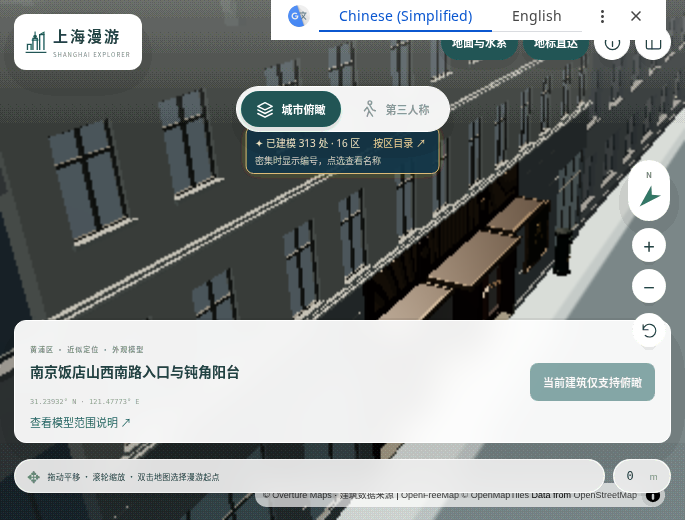 Chinese (Simplified)
English
上海漫游
SHANGHAI EXPLORER
地面与水系
地标直达
城市俯瞰
第三人称
✦ 已建模 313 处 · 16 区 按区目录 ↗
密集时显示编号，点选查看名称
N
+
−
黄浦区 · 近似定位 · 外观模型
南京饭店山西南路入口与钝角阳台
31.23932° N · 121.47773° E
查看模型范围说明 ↗
当前建筑仅支持俯瞰
拖动平移 · 滚轮缩放 · 双击地图选择漫游起点
0 m
© Overture Maps · 建筑数据来源 | OpenFreeMap © OpenMapTiles Data from OpenStreetMap